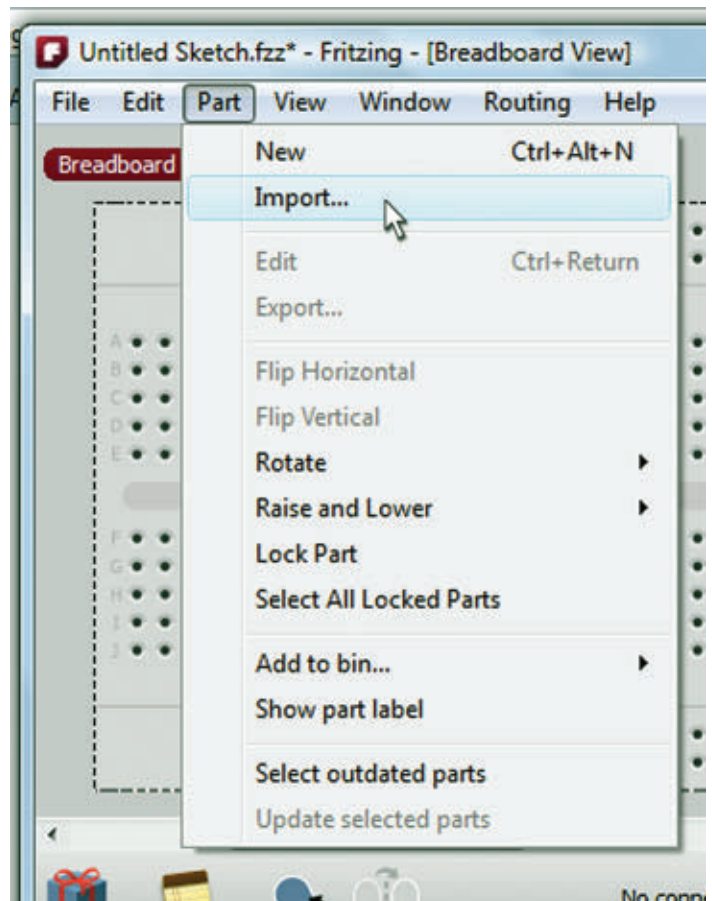 Untitled Sketch.fzz* - Fritzing - [Breadboard View]
File Edit Part View Window Routing Help
Breadboard
New Ctrl+Alt+N
Import...
Edit Ctrl+Return
Export...
Flip Horizontal
Flip Vertical
Rotate
Raise and Lower
Lock Part
Select All Locked Parts
Add to bin...
Show part label
Select outdated parts
Update selected parts
A
B
C
D
E
F
G
H
I
J